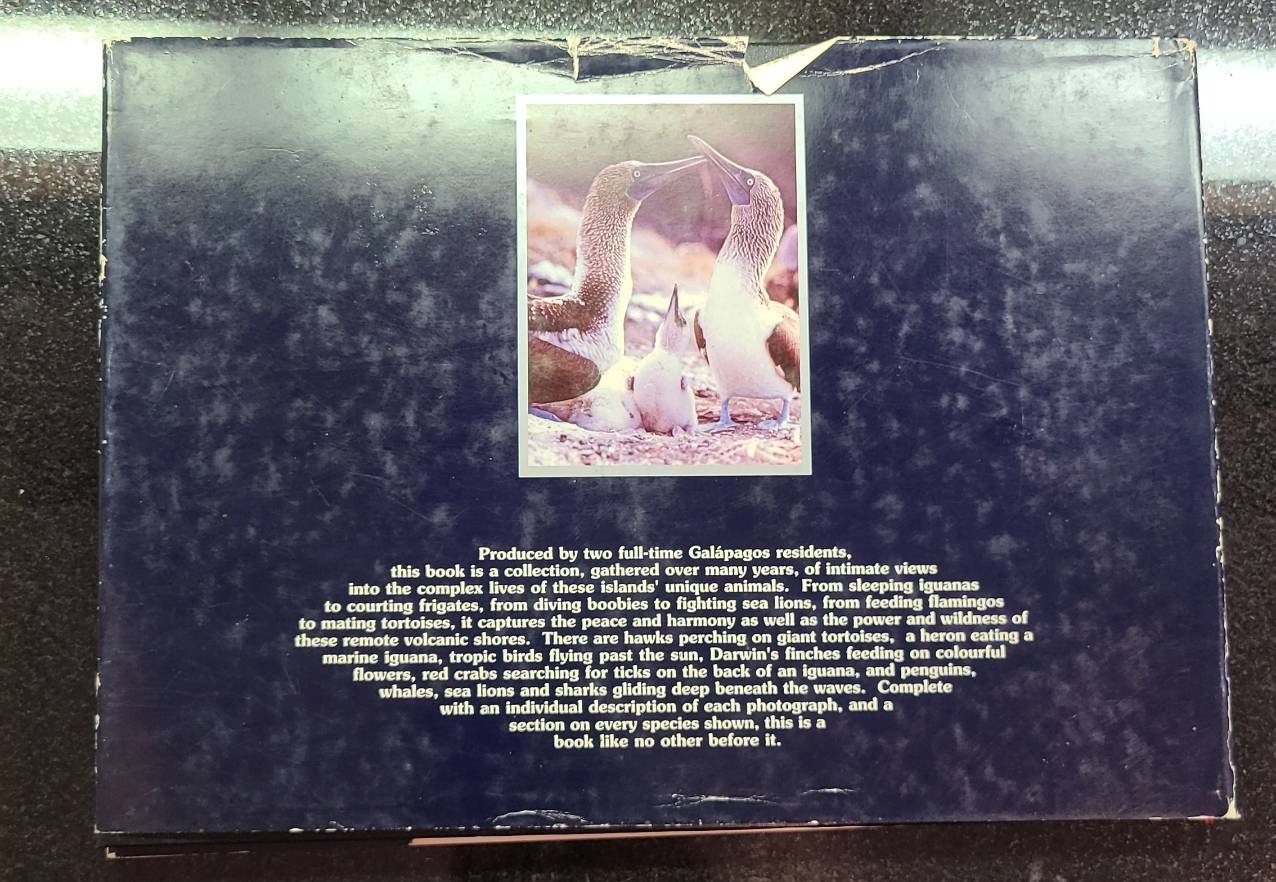 Produced by two full-time Galápagos residents,
this book is a collection, gathered over many years, of intimate views
into the complex lives of these islands' unique animals. From sleeping iguanas
to courting frigates, from diving boobies to fighting sea lions, from feeding flamingos
to mating tortoises, it captures the peace and harmony as well as the power and wildness of
these remote volcanic shores. There are hawks perching on giant tortoises, a heron eating a
marine iguana, tropic birds flying past the sun, Darwin's finches feeding on colourful
flowers, red crabs searching for ticks on the back of an iguana, and penguins,
whales, sea lions and sharks gliding deep beneath the waves. Complete
with an individual description of each photograph, and a
section on every species shown, this is a
book like no other before it.